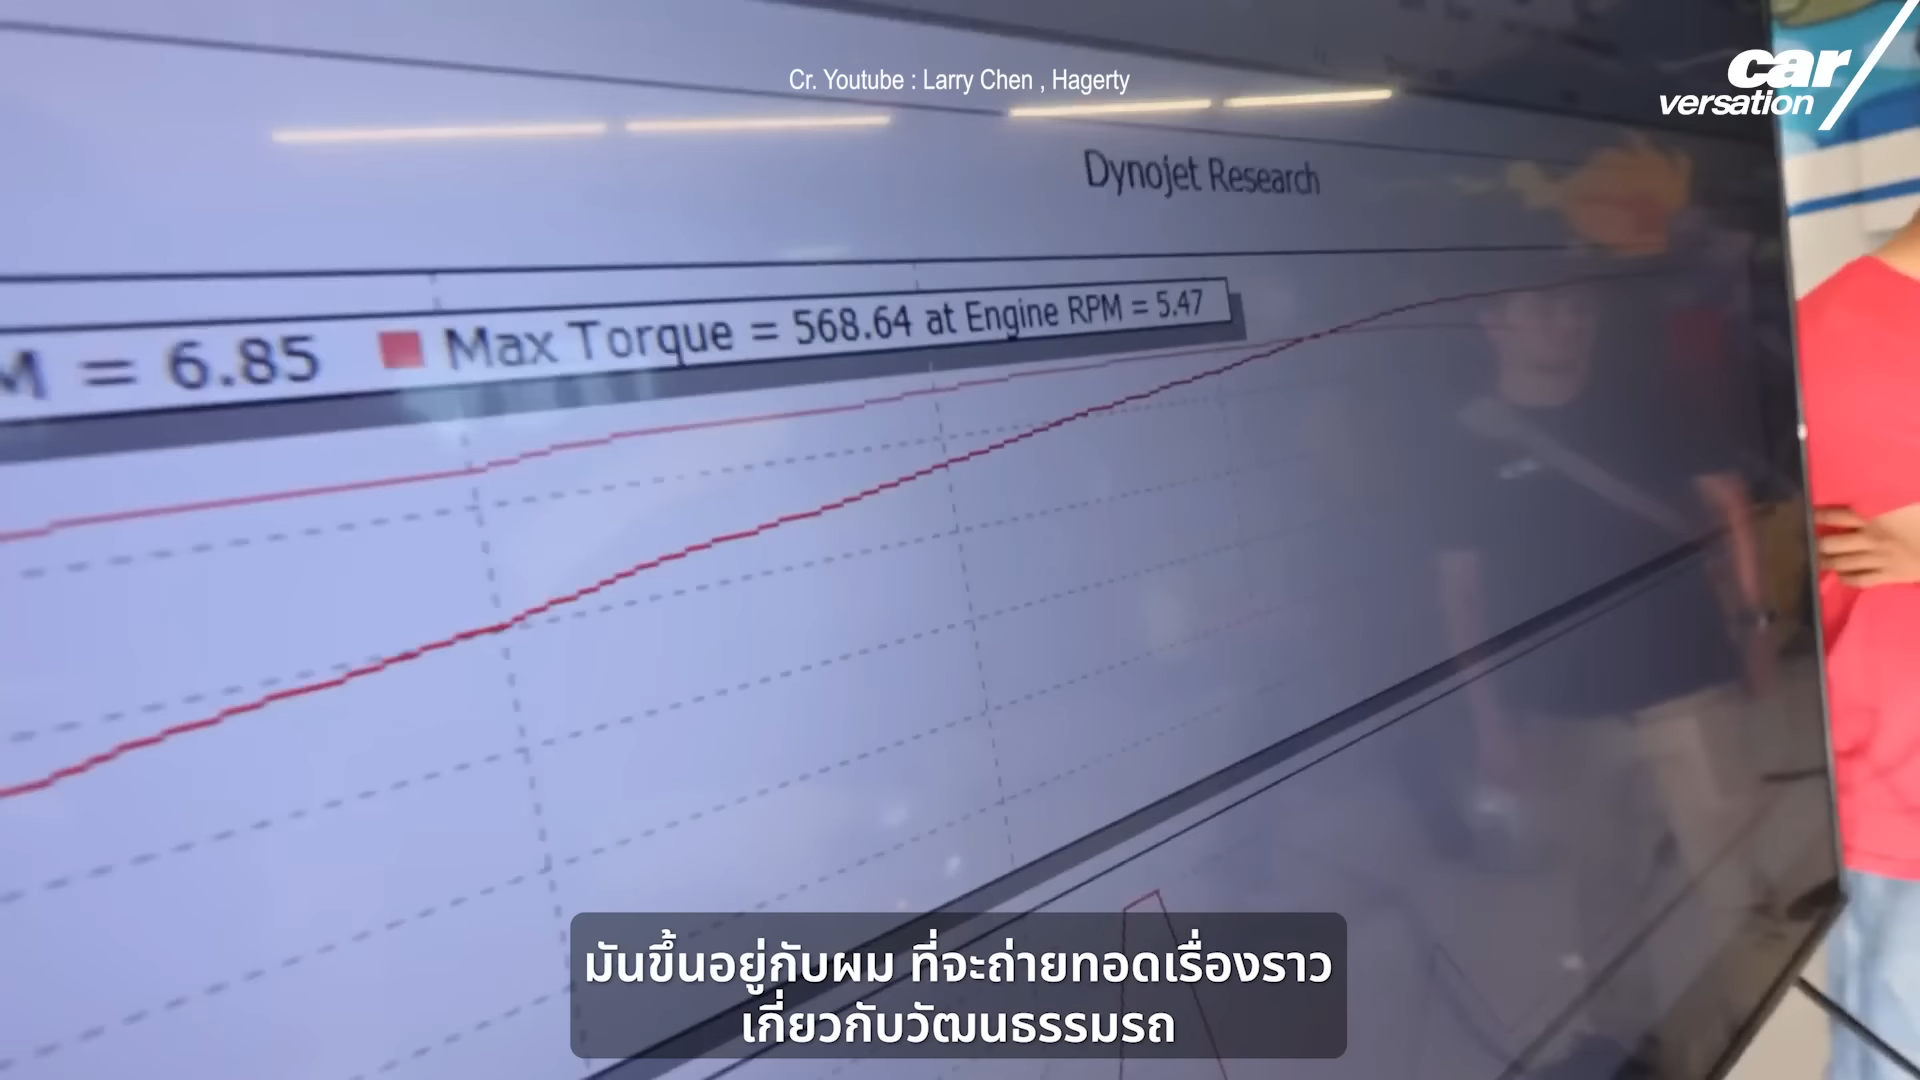 Cr. Youtube : Larry Chen , Hagerty
car
versation
Dynojet Research
= 6.85 Max Torque = 568.64 at Engine RPM = 5.47
มันขึ้นอยู่กับผม ที่จะถ่ายทอดเรื่องราว
เกี่ยวกับวัฒนธรรมรถ